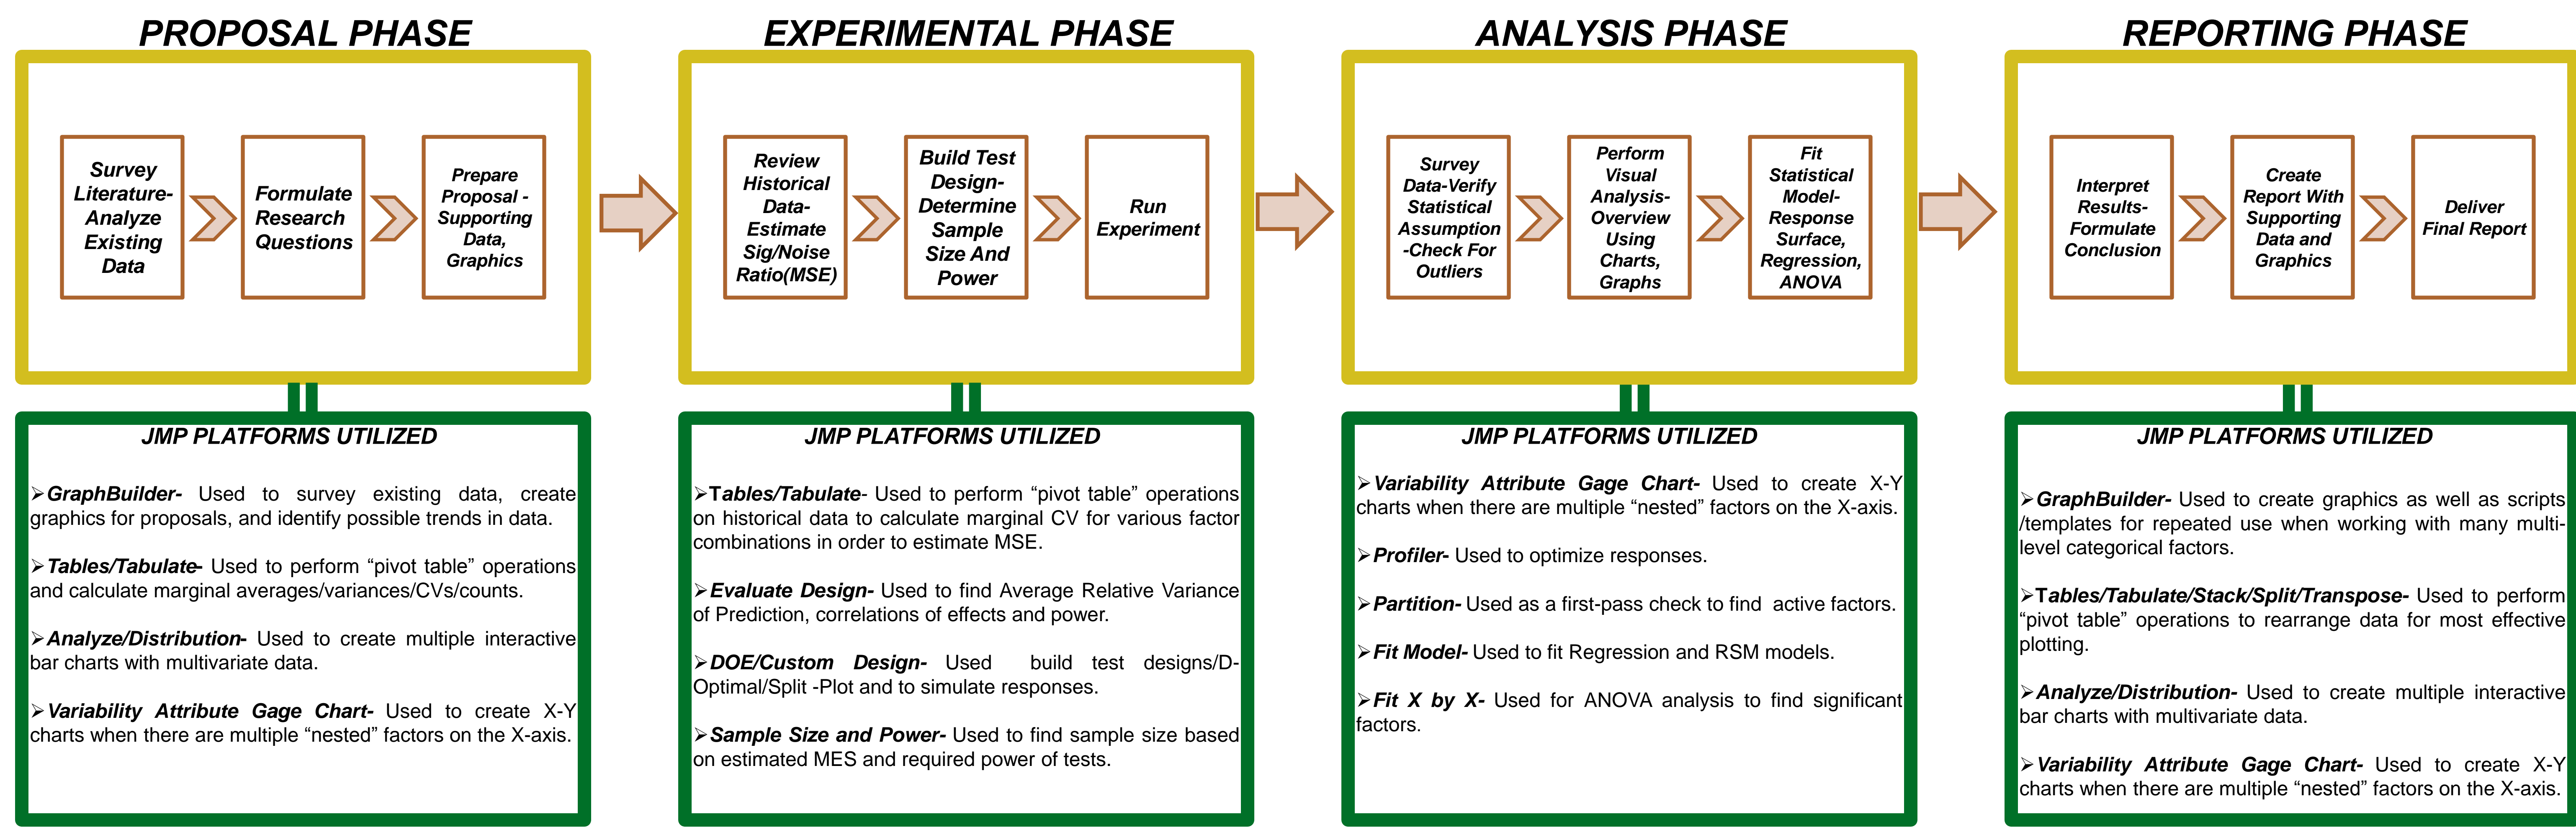 PROPOSAL PHASE
Survey
Literature-
Analyze
Existing
Data
Formulate
Research
Questions
Prepare
Proposal -
Supporting
Data,
Graphics
JMP PLATFORMS UTILIZED
➢GraphBuilder- Used to survey existing data, create
graphics for proposals, and identify possible trends in data.
➢Tables/Tabulate- Used to perform “pivot table” operations
and calculate marginal averages/variances/CVs/counts.
➢Analyze/Distribution- Used to create multiple interactive
bar charts with multivariate data.
➢Variability Attribute Gage Chart- Used to create X-Y
charts when there are multiple “nested” factors on the X-axis.
EXPERIMENTAL PHASE
Review
Historical
Data-
Estimate
Sig/Noise
Ratio(MSE)
Build Test
Design-
Determine
Sample
Size And
Power
Run
Experiment
JMP PLATFORMS UTILIZED
➢Tables/Tabulate- Used to perform “pivot table” operations
on historical data to calculate marginal CV for various factor
combinations in order to estimate MSE.
➢Evaluate Design- Used to find Average Relative Variance
of Prediction, correlations of effects and power.
➢DOE/Custom Design- Used build test designs/D-
Optimal/Split -Plot and to simulate responses.
➢Sample Size and Power- Used to find sample size based
on estimated MES and required power of tests.
ANALYSIS PHASE
Survey
Data-Verify
Statistical
Assumption
-Check For
Outliers
Perform
Visual
Analysis-
Overview
Using
Charts,
Graphs
Fit
Statistical
Model-
Response
Surface,
Regression,
ANOVA
JMP PLATFORMS UTILIZED
➢Variability Attribute Gage Chart- Used to create X-Y
charts when there are multiple “nested” factors on the X-axis.
➢Profiler- Used to optimize responses.
➢Partition- Used as a first-pass check to find active factors.
➢Fit Model- Used to fit Regression and RSM models.
➢Fit X by X- Used for ANOVA analysis to find significant
factors.
REPORTING PHASE
Interpret
Results-
Formulate
Conclusion
Create
Report With
Supporting
Data and
Graphics
Deliver
Final Report
JMP PLATFORMS UTILIZED
➢GraphBuilder- Used to create graphics as well as scripts
/templates for repeated use when working with many multi-
level categorical factors.
➢Tables/Tabulate/Stack/Split/Transpose- Used to perform
“pivot table” operations to rearrange data for most effective
plotting.
➢Analyze/Distribution- Used to create multiple interactive
bar charts with multivariate data.
➢Variability Attribute Gage Chart- Used to create X-Y
charts when there are multiple “nested” factors on the X-axis.